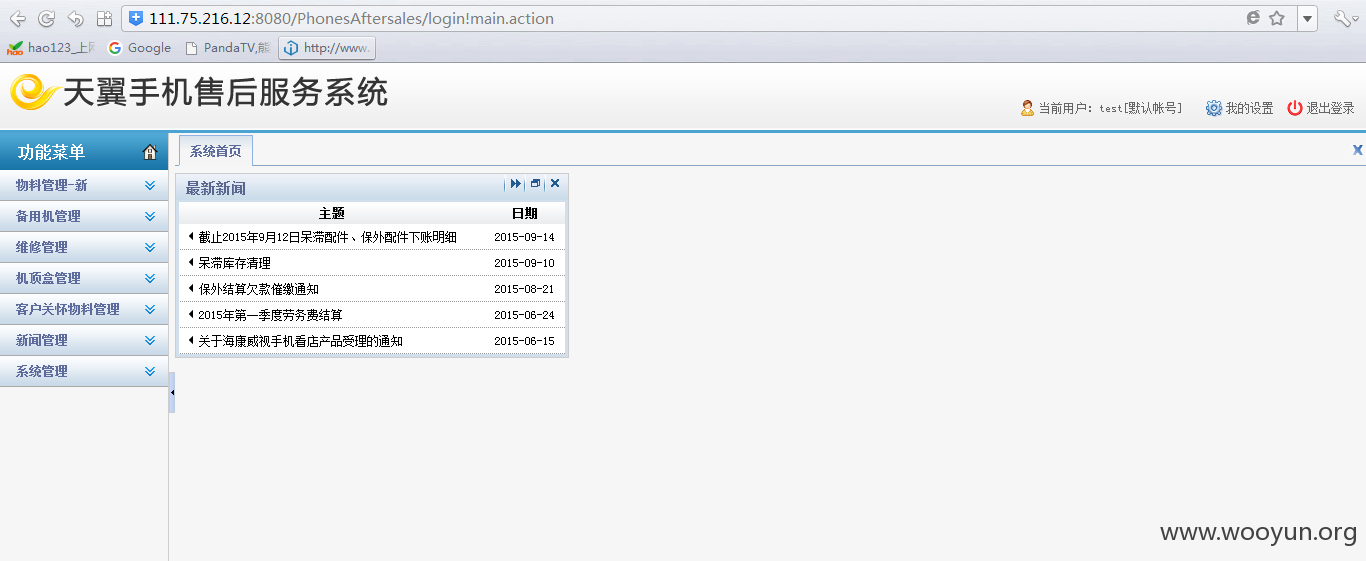 111.75.216.12:8080/PhonesAftersales/login!main.action
hao123_上网 Google PandaTV,熊 http://www.
天翼手机售后服务系统
当前用户：test[默认帐号] 我的设置 退出登录
功能菜单
系统首页
物料管理-新
备用机管理
维修管理
机顶盒管理
客户关怀物料管理
新闻管理
系统管理
最新新闻
主题 日期
截止2015年9月12日呆滞配件、保外配件下账明细 2015-09-14
呆滞库存清理 2015-09-10
保外结算欠款催缴通知 2015-08-21
2015年第一季度劳务费结算 2015-06-24
关于海康威视手机看店产品受理的通知 2015-06-15
www.wooyun.org